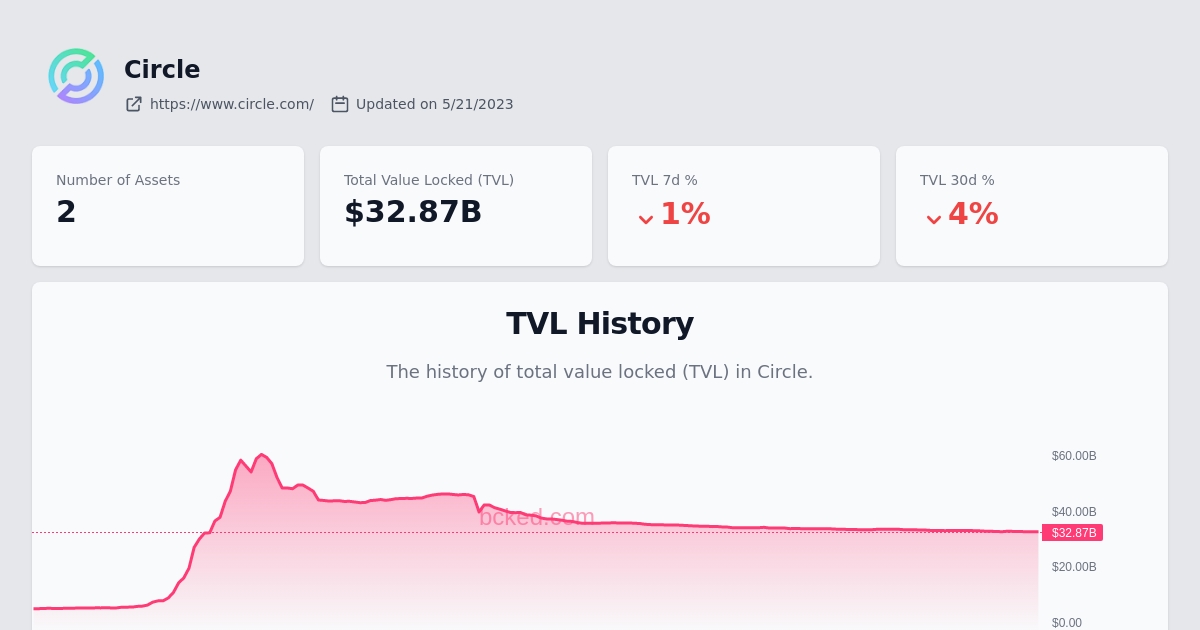 Circle
https://www.circle.com/ Updated on 5/21/2023
Number of Assets
2
Total Value Locked (TVL)
$32.87B
TVL 7d %
1%
TVL 30d %
4%
TVL History
The history of total value locked (TVL) in Circle.
bcked.com
$60.00B
$40.00B
$32.87B
$20.00B
$0.00